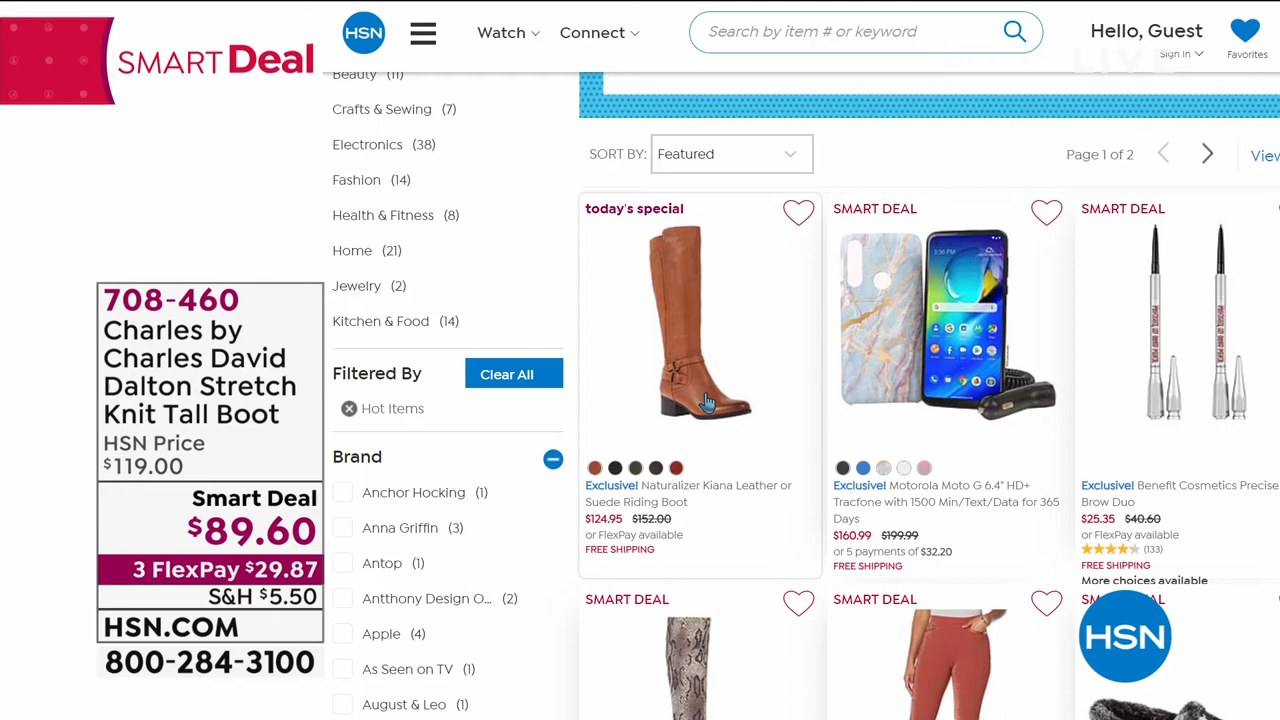 SMART Deal
HSN
Watch
Connect
Search by item # or keyword
Hello, Guest
Sign In
Favorites
LIVE
Beauty (11)
Crafts & Sewing (7)
Electronics (38)
Fashion (14)
Health & Fitness (8)
Home (21)
Jewelry (2)
Kitchen & Food (14)
Filtered By
Clear All
Hot Items
Brand
Anchor Hocking (1)
Anna Griffin (3)
Antop (1)
Antthony Design O... (2)
Apple (4)
As Seen on TV (1)
August & Leo (1)
708-460
Charles by
Charles David
Dalton Stretch
Knit Tall Boot
HSN Price
$119.00
Smart Deal
$89.60
3 FlexPay $29.87
S&H $5.50
HSN.COM
800-284-3100
SORT BY: Featured
Page 1 of 2
View
today's special
Exclusive! Naturalizer Kiana Leather or
Suede Riding Boot
$124.95 $152.00
or FlexPay available
FREE SHIPPING
SMART DEAL
3:36 PM
Exclusive! Motorola Moto G 6.4" HD+
Tracfone with 1500 Min/Text/Data for 365
Days
$160.99 $199.99
or 5 payments of $32.20
FREE SHIPPING
SMART DEAL
Exclusive! Benefit Cosmetics Precise
Brow Duo
$25.35 $40.60
or FlexPay available
(133)
FREE SHIPPING
More choices available
SMART DEAL
SMART DEAL
HSN